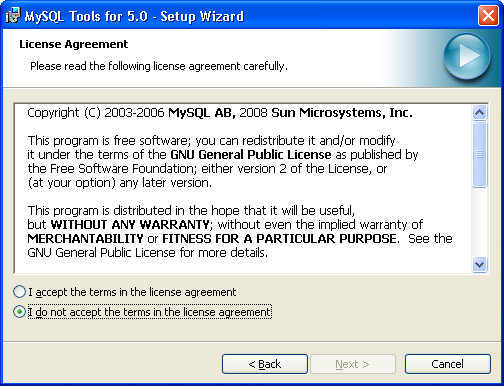 MySQL Tools for 5.0 - Setup Wizard
License Agreement
Please read the following license agreement carefully.
Copyright (C) 2003-2006 MySQL AB, 2008 Sun Microsystems, Inc.
This program is free software; you can redistribute it and/or modify
it under the terms of the GNU General Public License as published by
the Free Software Foundation; either version 2 of the License, or
(at your option) any later version.
This program is distributed in the hope that it will be useful,
but WITHOUT ANY WARRANTY; without even the implied warranty of
MERCHANTABILITY or FITNESS FOR A PARTICULAR PURPOSE. See the
GNU General Public License for more details.
I accept the terms in the license agreement
I do not accept the terms in the license agreement
< Back Next > Cancel